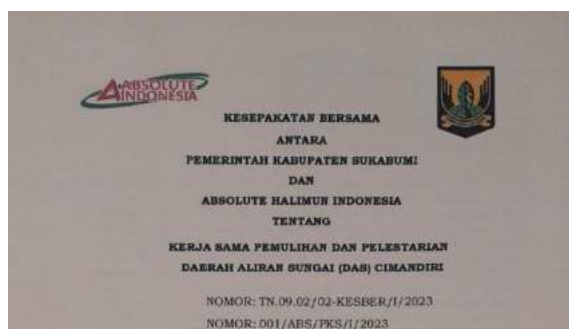 ABSOLUTE
INDONESIA
KESEPAKATAN BERSAMA
ANTARA
PEMERINTAH KABUPATEN SUKABUMI
DAN
ABSOLUTE HALIMUN INDONESIA
TENTANG
KERJA SAMA PEMULIHAN DAN PELESTARIAN
DAERAH ALIRAN SUNGAI (DAS) CIMANDIRI
NOMOR: TN.09.02/02-KESBER/I/2023
NOMOR: 001/ABS/PKS/I/2023